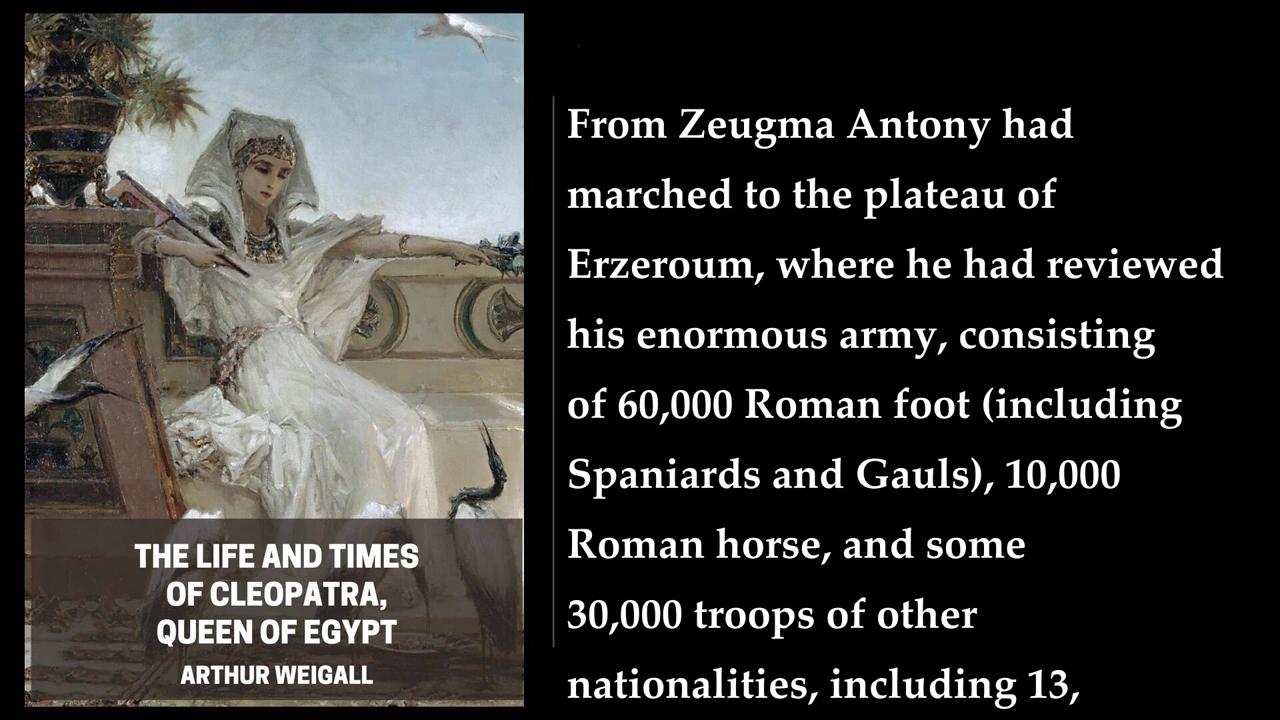 THE LIFE AND TIMES
OF CLEOPATRA,
QUEEN OF EGYPT
ARTHUR WEIGALL
From Zeugma Antony had
marched to the plateau of
Erzeroum, where he had reviewed
his enormous army, consisting
of 60,000 Roman foot (including
Spaniards and Gauls), 10,000
Roman horse, and some
30,000 troops of other
nationalities, including 13,